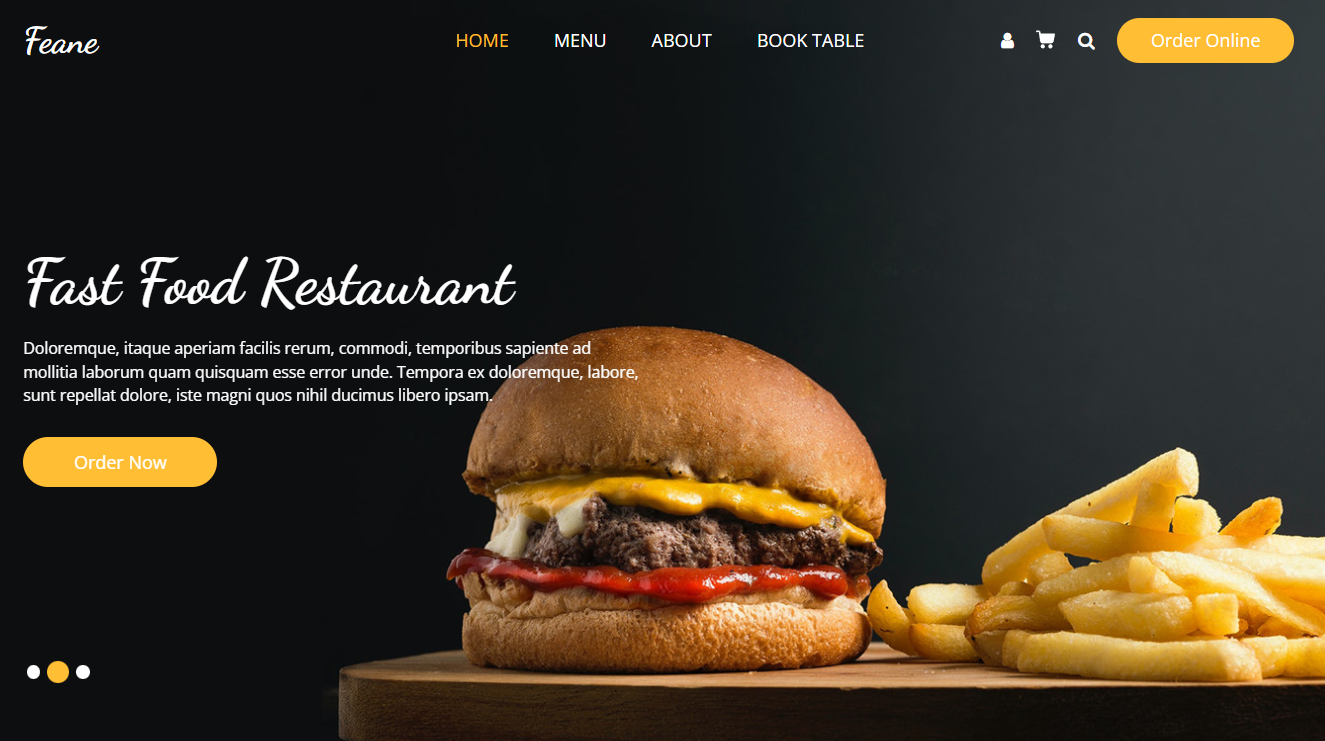 Feane
HOME MENU ABOUT BOOK TABLE
Order Online
Fast Food Restaurant
Doloremque, itaque aperiam facilis rerum, commodi, temporibus sapiente ad
mollitia laborum quam quisquam esse error unde. Tempora ex doloremque, labore,
sunt repellat dolore, iste magni quos nihil ducimus libero ipsam.
Order Now